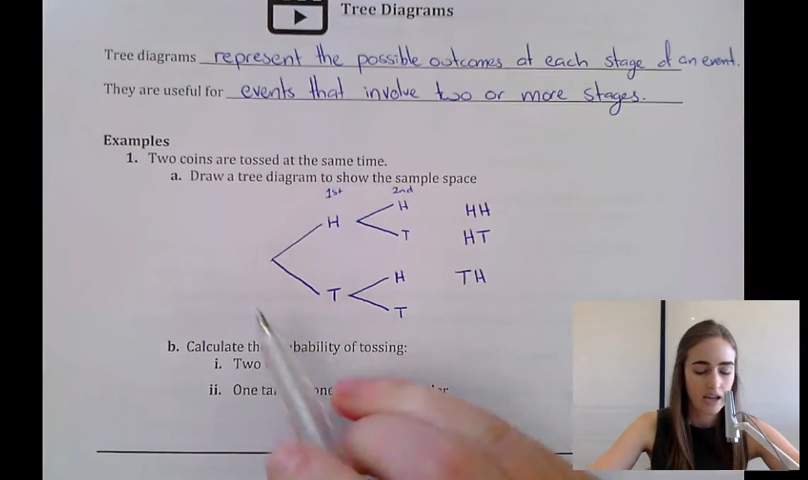 Tree Diagrams
Tree diagrams represent the possible outcomes at each stage of an event.
They are useful for events that involve two or more stages.
Examples
1. Two coins are tossed at the same time.
a. Draw a tree diagram to show the sample space
1st 2nd
H HH
H
T HT
H TH
T
T
b. Calculate th bability of tossing:
i. Two
ii. One ta one